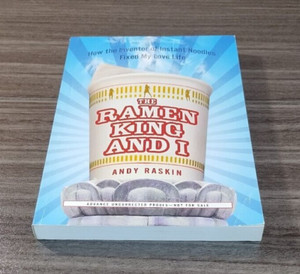 How the Inventor of Instant Noodles
Fixed My Love Life
THE
RAMEN
KING
AND I
ANDY RASKIN
ADVANCE UNCORRECTED PROOFS—NOT FOR SALE